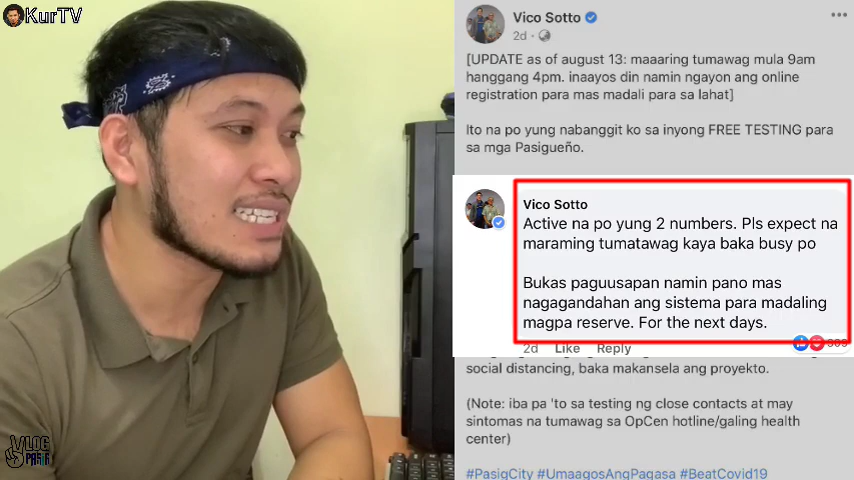 KurTV
Vico Sotto
2d
[UPDATE as of august 13: maaaring tumawag mula 9am
hanggang 4pm. inaayos din namin ngayon ang online
registration para mas madali para sa lahat]
Ito na po yung nabanggit ko sa inyong FREE TESTING para
sa mga Pasigueño.
Vico Sotto
Active na po yung 2 numbers. Pls expect na
maraming tumatawag kaya baka busy po
Bukas paguusapan namin pano mas
nagagandahan ang sistema para madaling
magpa reserve. For the next days.
2d Like Reply
social distancing, baka makansela ang proyekto.
(Note: iba pa 'to sa testing ng close contacts at may
sintomas na tumawag sa OpCen hotline/galing health
center)
#PasigCity #UmaagosAngPagasa #BeatCovid19
VLOG
PASIG